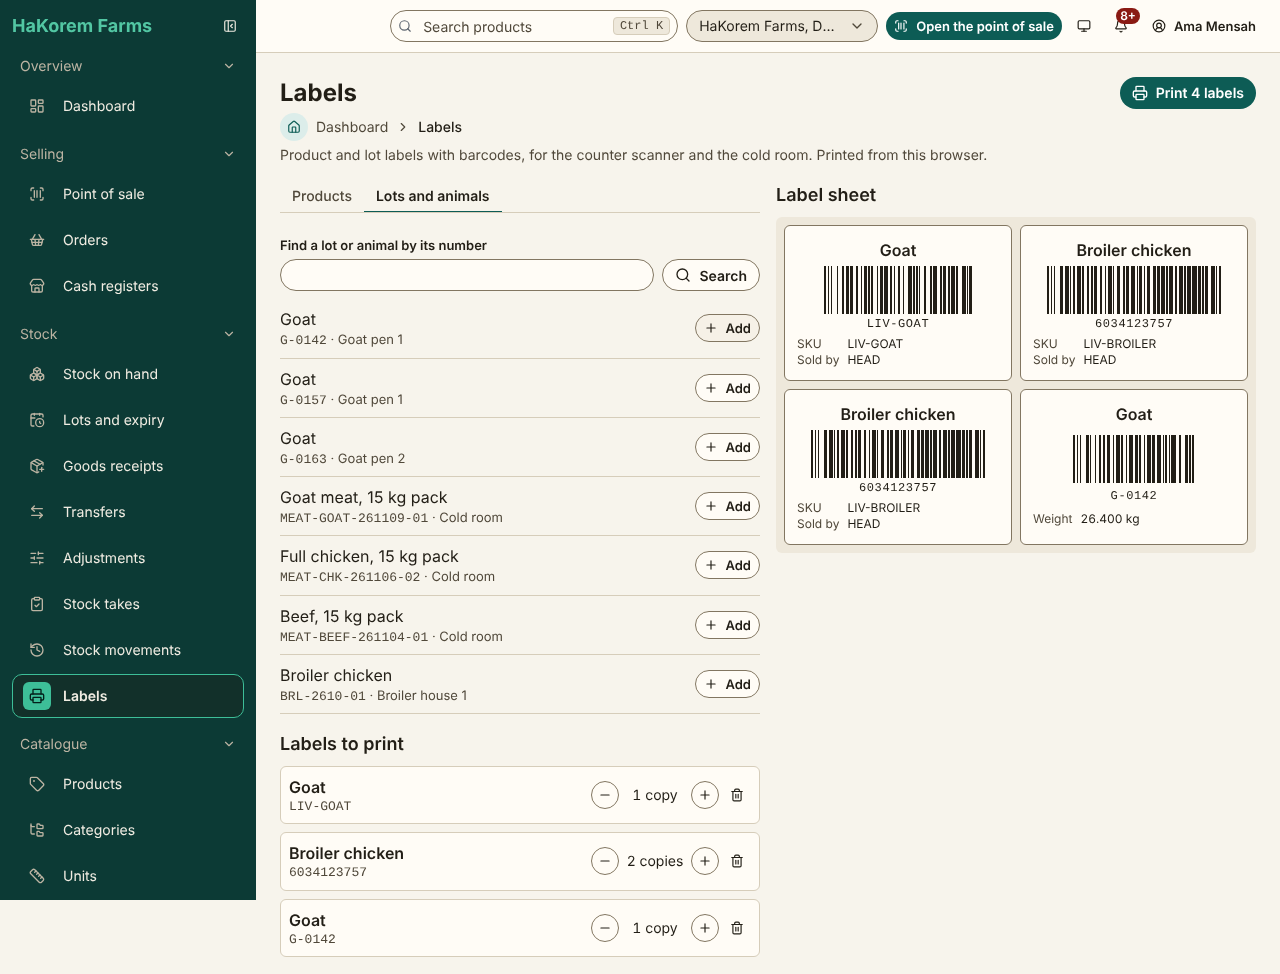 HaKorem Farms
Overview
Dashboard
Selling
Point of sale
Orders
Cash registers
Stock
Stock on hand
Lots and expiry
Goods receipts
Transfers
Adjustments
Stock takes
Stock movements
Labels
Catalogue
Products
Categories
Units
Search products
Ctrl K
HaKorem Farms, D...
Open the point of sale
8+
Ama Mensah
Labels
Print 4 labels
Dashboard
Labels
Product and lot labels with barcodes, for the counter scanner and the cold room. Printed from this browser.
Products
Lots and animals
Find a lot or animal by its number
Search
Goat
G-0142 · Goat pen 1
Add
Goat
G-0157 · Goat pen 1
Add
Goat
G-0163 · Goat pen 2
Add
Goat meat, 15 kg pack
MEAT-GOAT-261109-01 · Cold room
Add
Full chicken, 15 kg pack
MEAT-CHK-261106-02 · Cold room
Add
Beef, 15 kg pack
MEAT-BEEF-261104-01 · Cold room
Add
Broiler chicken
BRL-2610-01 · Broiler house 1
Add
Labels to print
Goat
LIV-GOAT
1 copy
Broiler chicken
6034123757
2 copies
Goat
G-0142
1 copy
Label sheet
Goat
LIV-GOAT
SKU LIV-GOAT
Sold by HEAD
Broiler chicken
6034123757
SKU LIV-BROILER
Sold by HEAD
Broiler chicken
6034123757
SKU LIV-BROILER
Sold by HEAD
Goat
G-0142
Weight 26.400 kg